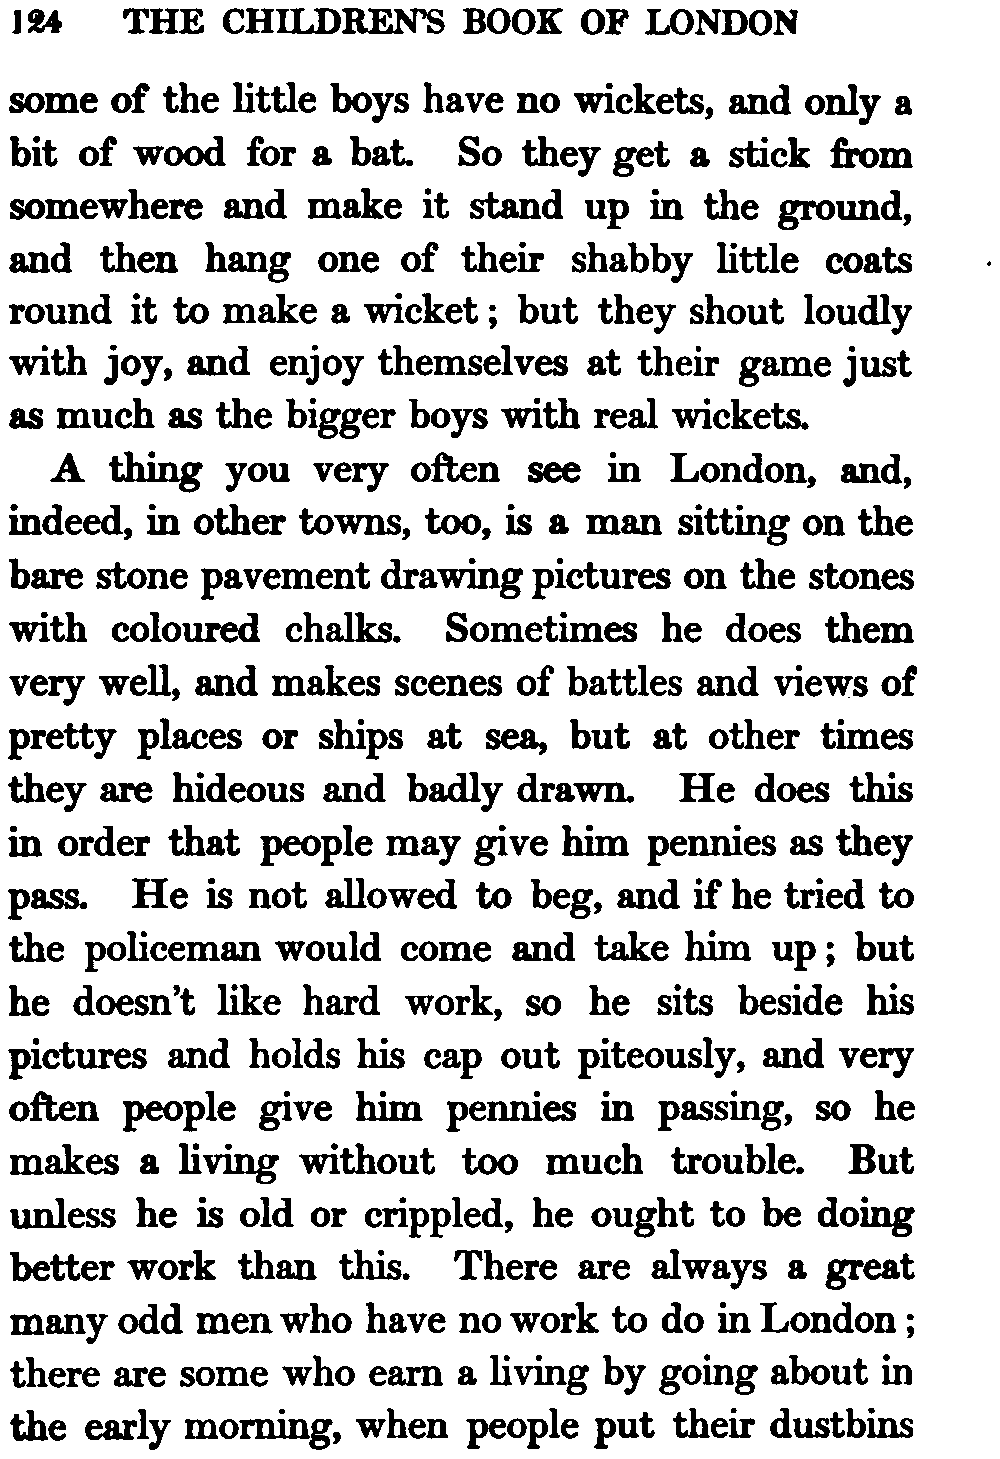 124 THE CHILDREN'S BOOK OF LONDON
some of the little boys have no wickets, and only a
bit of wood for a bat. So they get a stick from
somewhere and make it stand up in the ground,
and then hang one of their shabby little coats
round it to make a wicket; but they shout loudly
with joy, and enjoy themselves at their game just
as much as the bigger boys with real wickets.
A thing you very often see in London, and,
indeed, in other towns, too, is a man sitting on the
bare stone pavement drawing pictures on the stones
with coloured chalks. Sometimes he does them
very well, and makes scenes of battles and views of
pretty places or ships at sea, but at other times
they are hideous and badly drawn. He does this
in order that people may give him pennies as they
pass. He is not allowed to beg, and if he tried to
the policeman would come and take him up; but
he doesn't like hard work, so he sits beside his
pictures and holds his cap out piteously, and very
often people give him pennies in passing, so he
makes a living without too much trouble. But
unless he is old or crippled, he ought to be doing
better work than this. There are always a great
many odd men who have no work to do in London;
there are some who earn a living by going about in
the early morning, when people put their dustbins